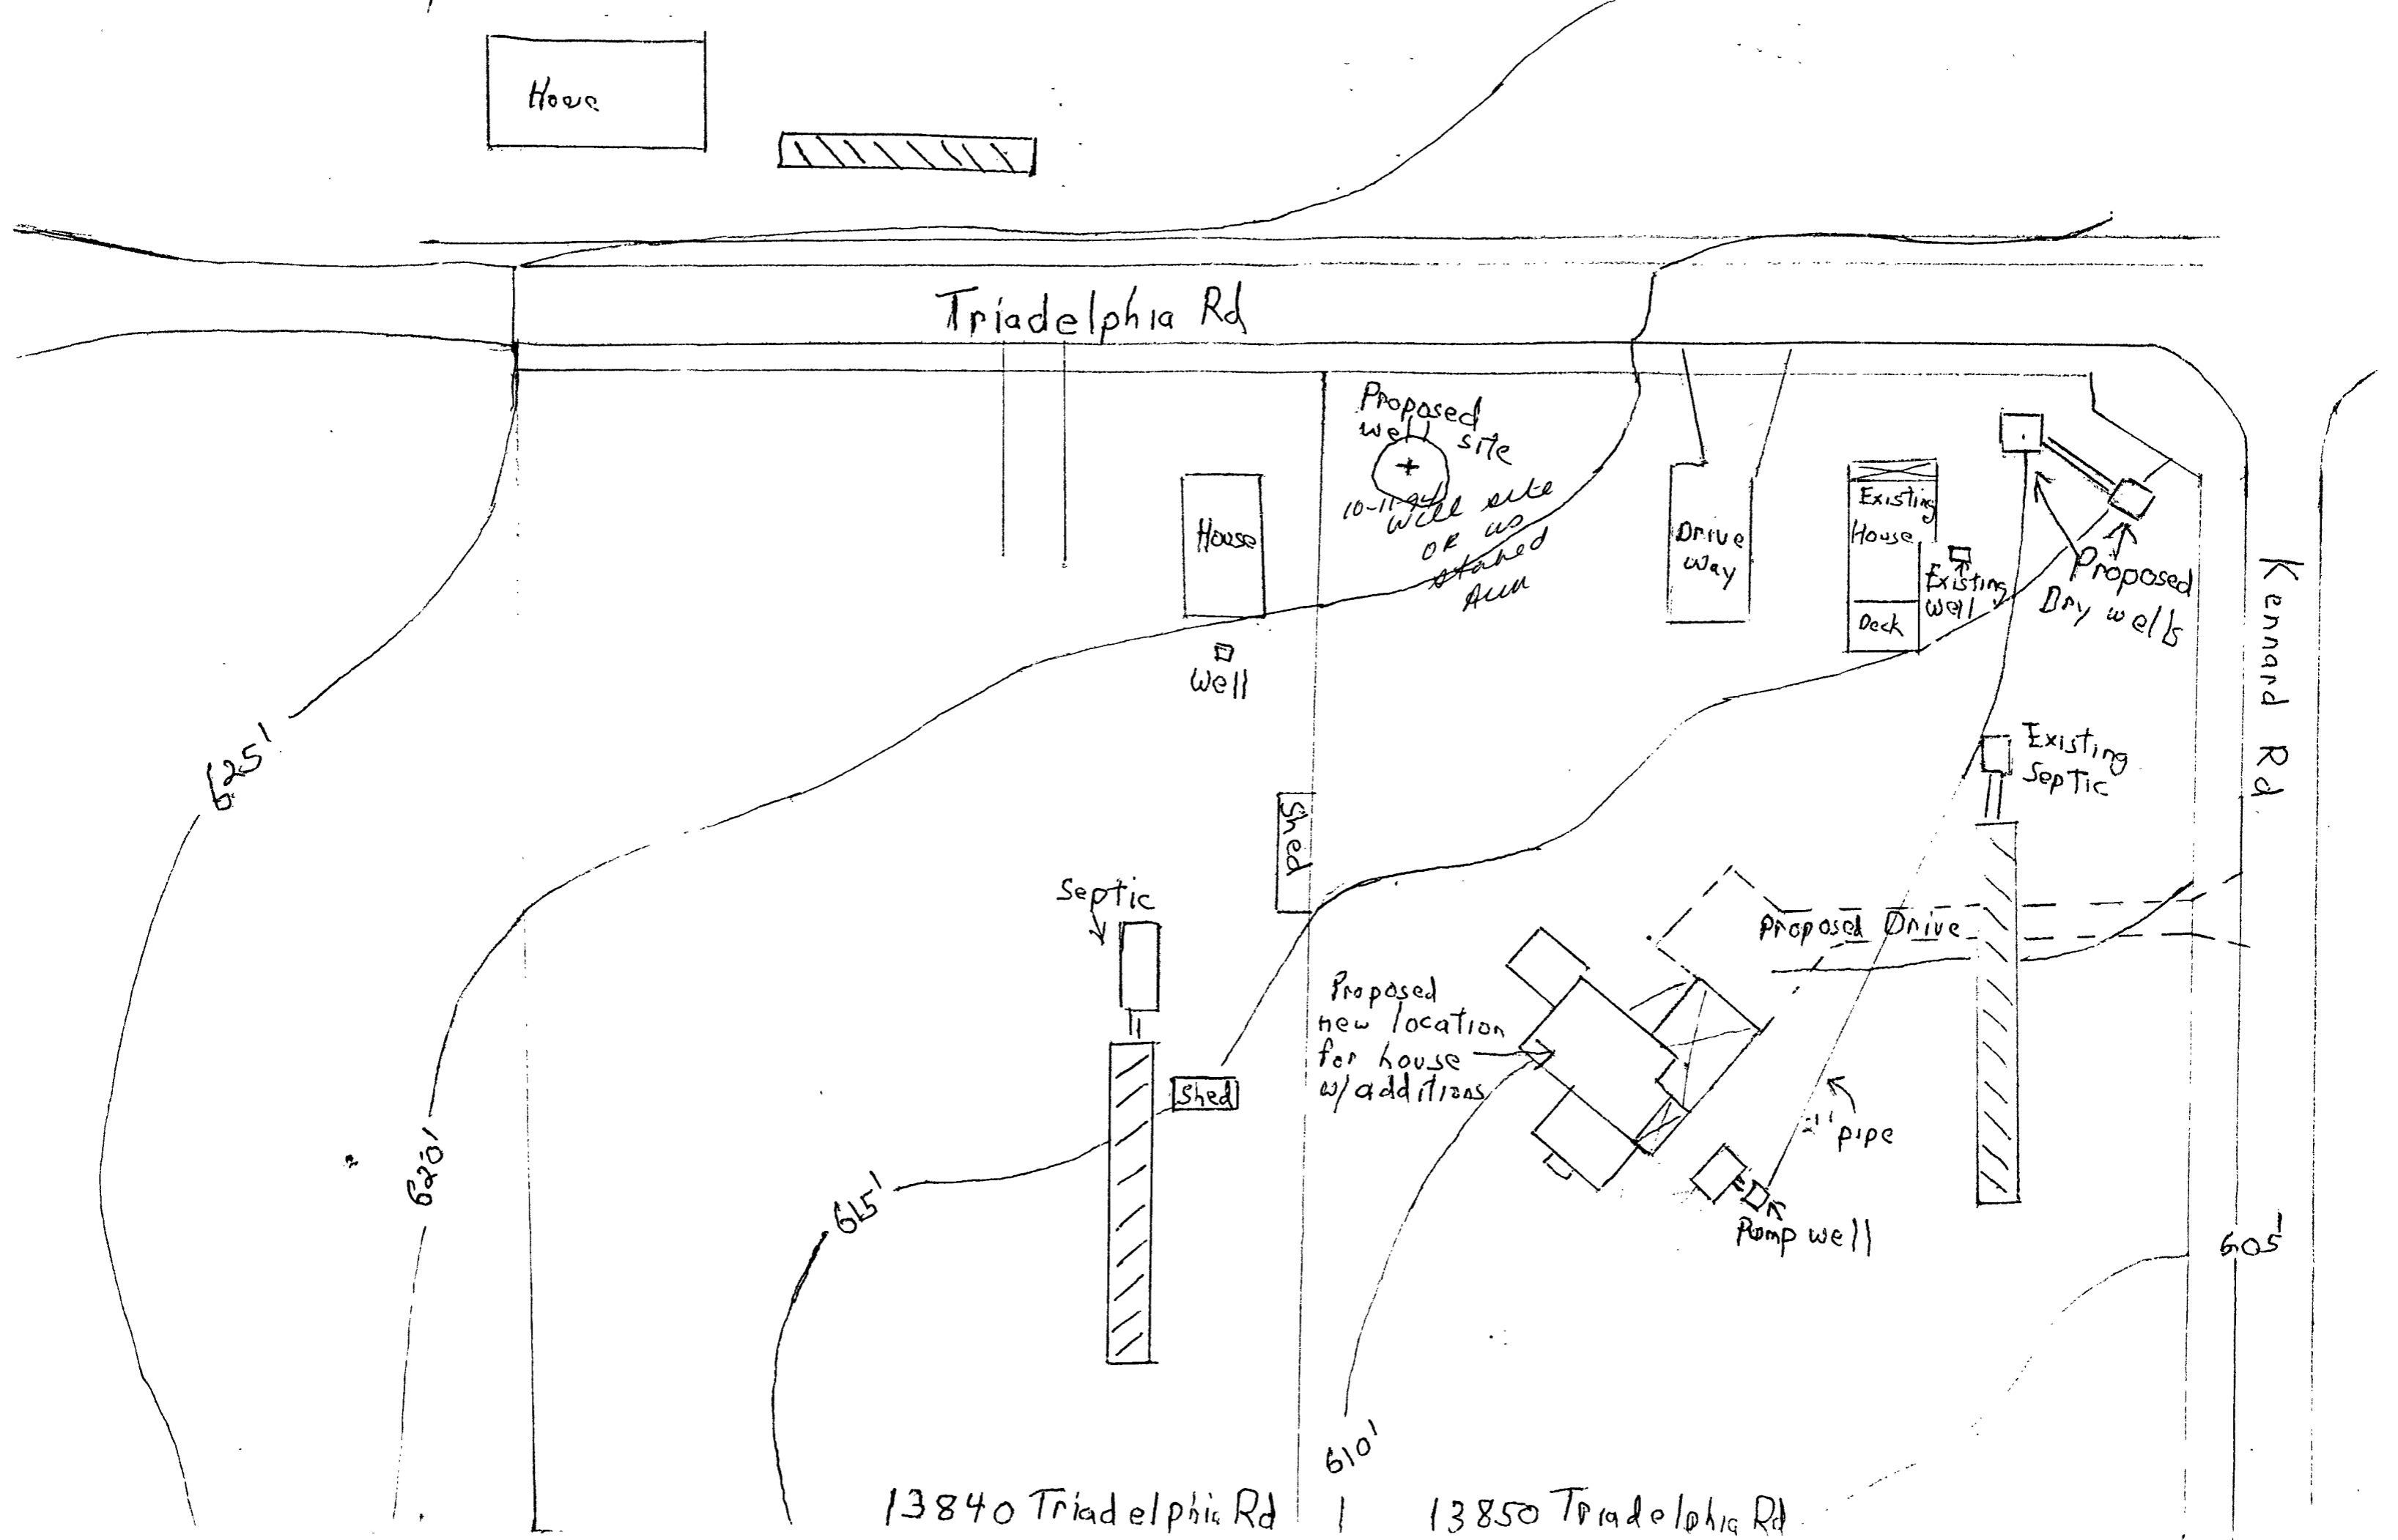 House
Triadelphia Rd
Proposed
well site
10-11-94
Well site
OR as
staked
House
Drive
Way
Existing
House
Deck
Existing
well
Proposed
Dry wells
Kennard Rd
Well
625'
Existing
Septic
Shed
Septic
Proposed Drive
Proposed
new location
for house
w/ additions
Shed
2" pipe
620'
615'
Pump well
605
610'
13840 Triadelphia Rd | 13850 Triadelphia Rd